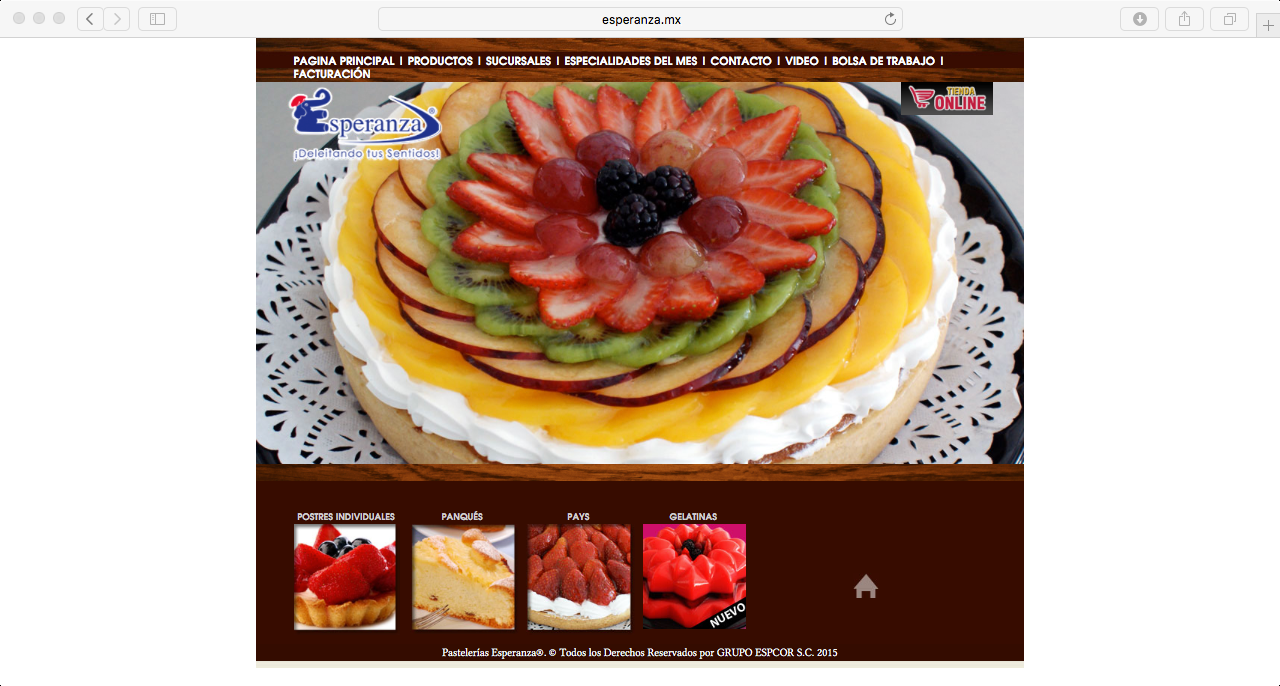 esperanza.mx
PAGINA PRINCIPAL | PRODUCTOS | SUCURSALES | ESPECIALIDADES DEL MES | CONTACTO | VIDEO | BOLSA DE TRABAJO |
FACTURACIÓN
Esperanza®
¡Deleitando tus Sentidos!
TIENDA
ONLINE
POSTRES INDIVIDUALES
PANQUÉS
PAYS
GELATINAS
NUEVO
Pastelerías Esperanza®. © Todos los Derechos Reservados por GRUPO ESPCOR S.C. 2015